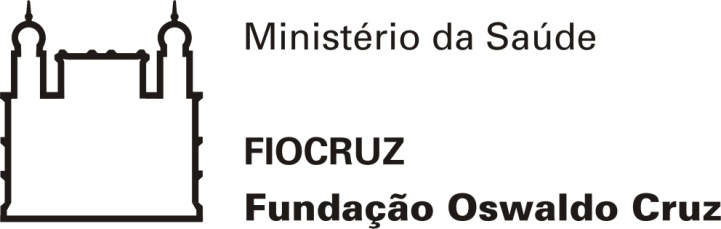 Ministério da Saúde
FIOCRUZ
Fundação Oswaldo Cruz